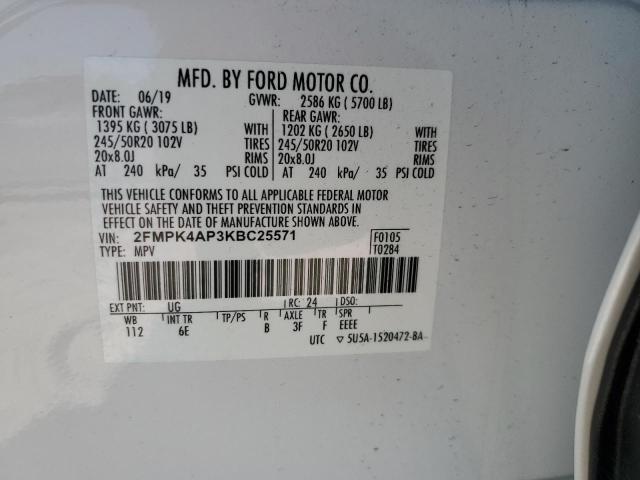 MFD. BY FORD MOTOR CO.
DATE: 06/19 GVWR: 2586 KG ( 5700 LB)
FRONT GAWR: REAR GAWR:
1395 KG ( 3075 LB) WITH 1202 KG ( 2650 LB) WITH
245/50R20 102V TIRES 245/50R20 102V TIRES
20x8.0J RIMS 20x8.0J RIMS
AT 240 kPa/ 35 PSI COLD AT 240 kPa/ 35 PSI COLD
THIS VEHICLE CONFORMS TO ALL APPLICABLE FEDERAL MOTOR
VEHICLE SAFETY AND THEFT PREVENTION STANDARDS IN
EFFECT ON THE DATE OF MANUFACTURE SHOWN ABOVE.
VIN: 2FMPK4AP3KBC25571 F0105
TYPE: MPV T0284
EXT PNT: UG RC: 24 DSO:
WB INT TR TP/PS R AXLE TR SPR
112 6E B 3F F EEEE
UTC ▽ 5U5A-1520472-BA